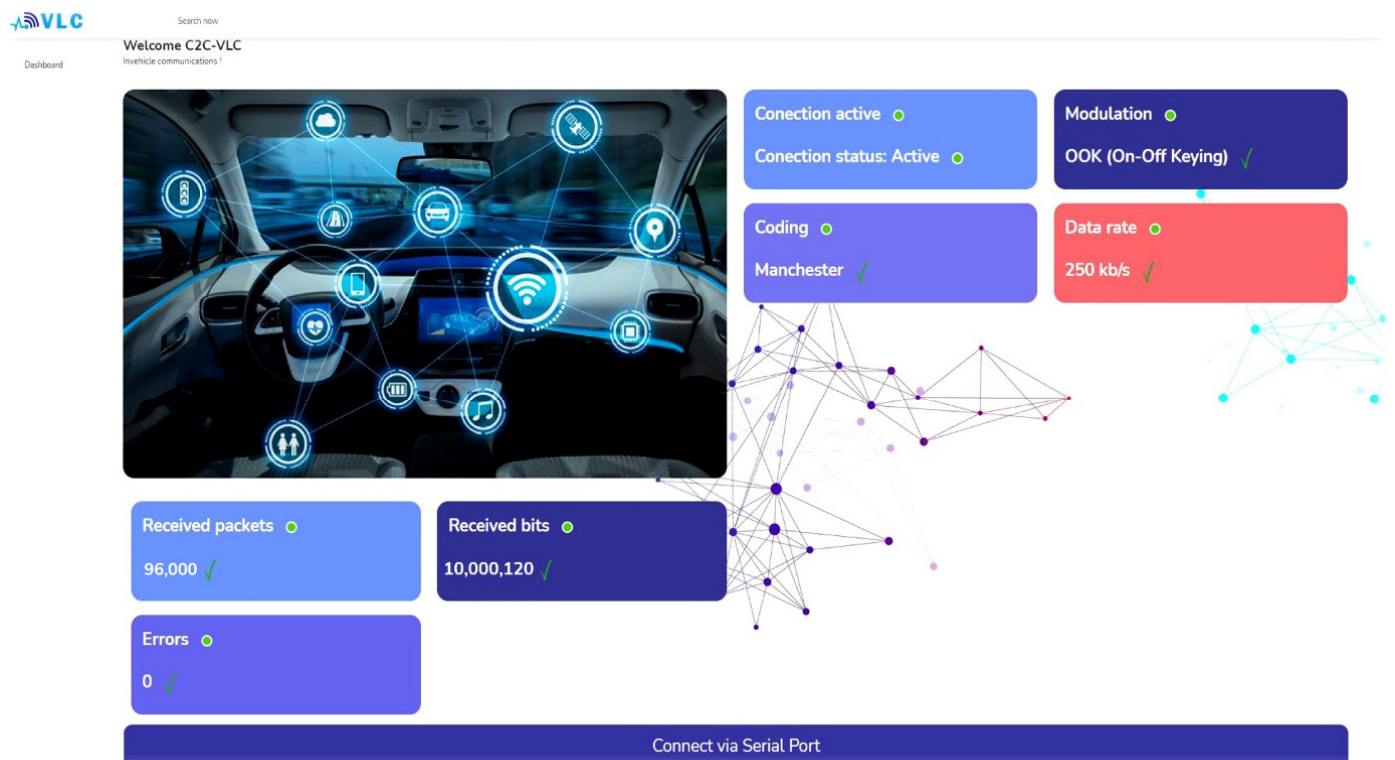 VLC
Search now
Welcome C2C-VLC
Invehicle communications !
Dashboard
Conection active
Conection status: Active
Modulation
OOK (On-Off Keying)
Coding
Manchester
Data rate
250 kb/s
Received packets
96,000
Received bits
10,000,120
Errors
0
Connect via Serial Port